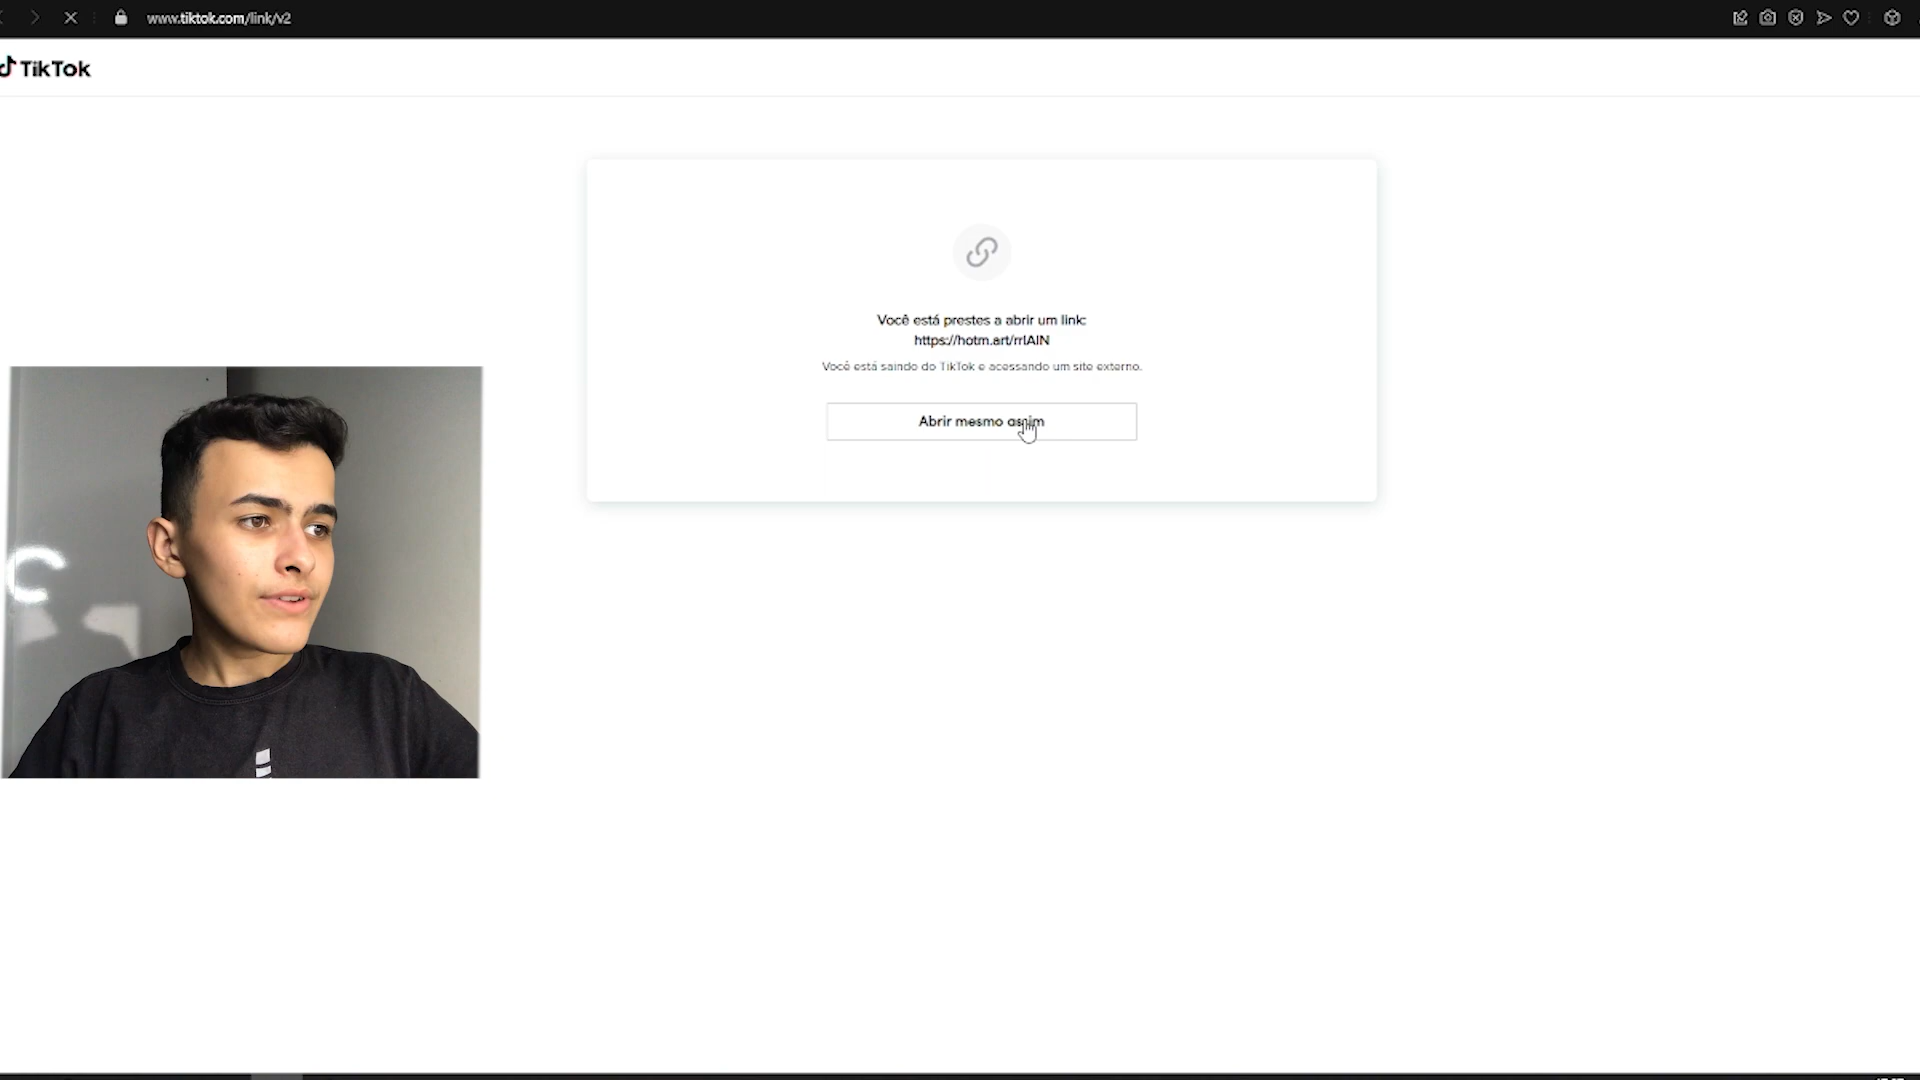 www.tiktok.com/link/v2
TikTok
Você está prestes a abrir um link:
https://hotm.art/rrlAIN
Você está saindo do TikTok e acessando um site externo.
Abrir mesmo assim